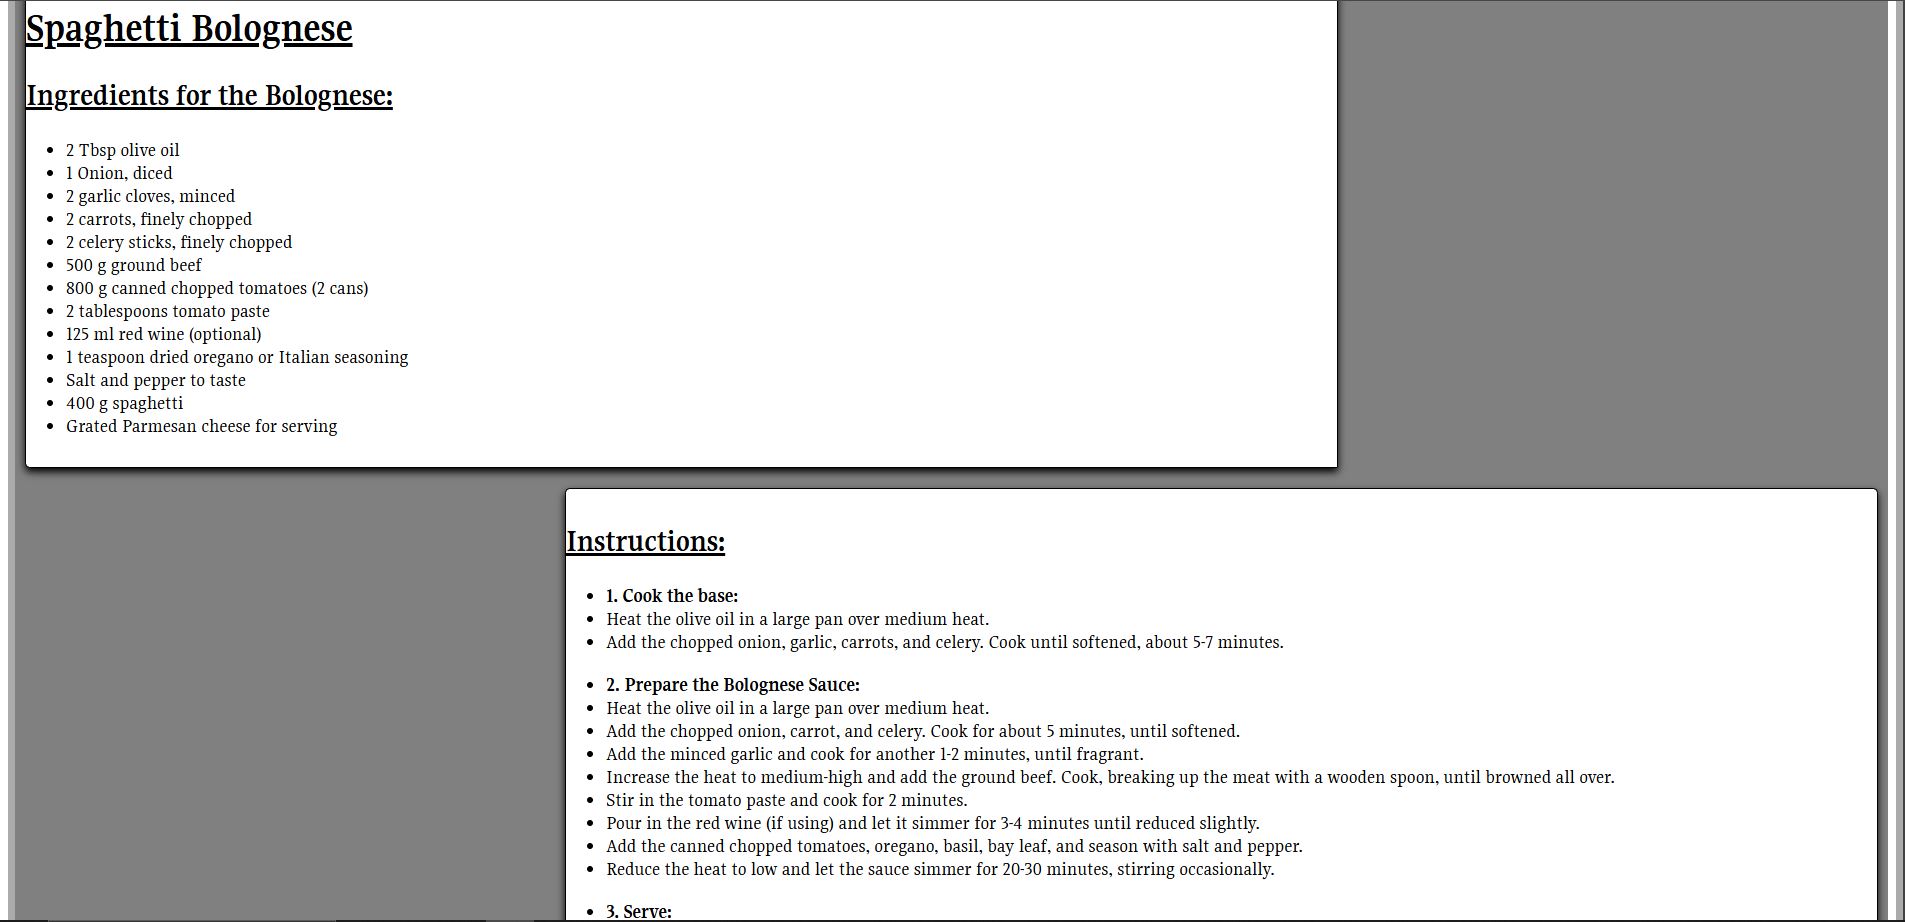 Spaghetti Bolognese
Ingredients for the Bolognese:
• 2 Tbsp olive oil
• 1 Onion, diced
• 2 garlic cloves, minced
• 2 carrots, finely chopped
• 2 celery sticks, finely chopped
• 500 g ground beef
• 800 g canned chopped tomatoes (2 cans)
• 2 tablespoons tomato paste
• 125 ml red wine (optional)
• 1 teaspoon dried oregano or Italian seasoning
• Salt and pepper to taste
• 400 g spaghetti
• Grated Parmesan cheese for serving
Instructions:
• 1. Cook the base:
• Heat the olive oil in a large pan over medium heat.
• Add the chopped onion, garlic, carrots, and celery. Cook until softened, about 5-7 minutes.
• 2. Prepare the Bolognese Sauce:
• Heat the olive oil in a large pan over medium heat.
• Add the chopped onion, carrot, and celery. Cook for about 5 minutes, until softened.
• Add the minced garlic and cook for another 1-2 minutes, until fragrant.
• Increase the heat to medium-high and add the ground beef. Cook, breaking up the meat with a wooden spoon, until browned all over.
• Stir in the tomato paste and cook for 2 minutes.
• Pour in the red wine (if using) and let it simmer for 3-4 minutes until reduced slightly.
• Add the canned chopped tomatoes, oregano, basil, bay leaf, and season with salt and pepper.
• Reduce the heat to low and let the sauce simmer for 20-30 minutes, stirring occasionally.
• 3. Serve: